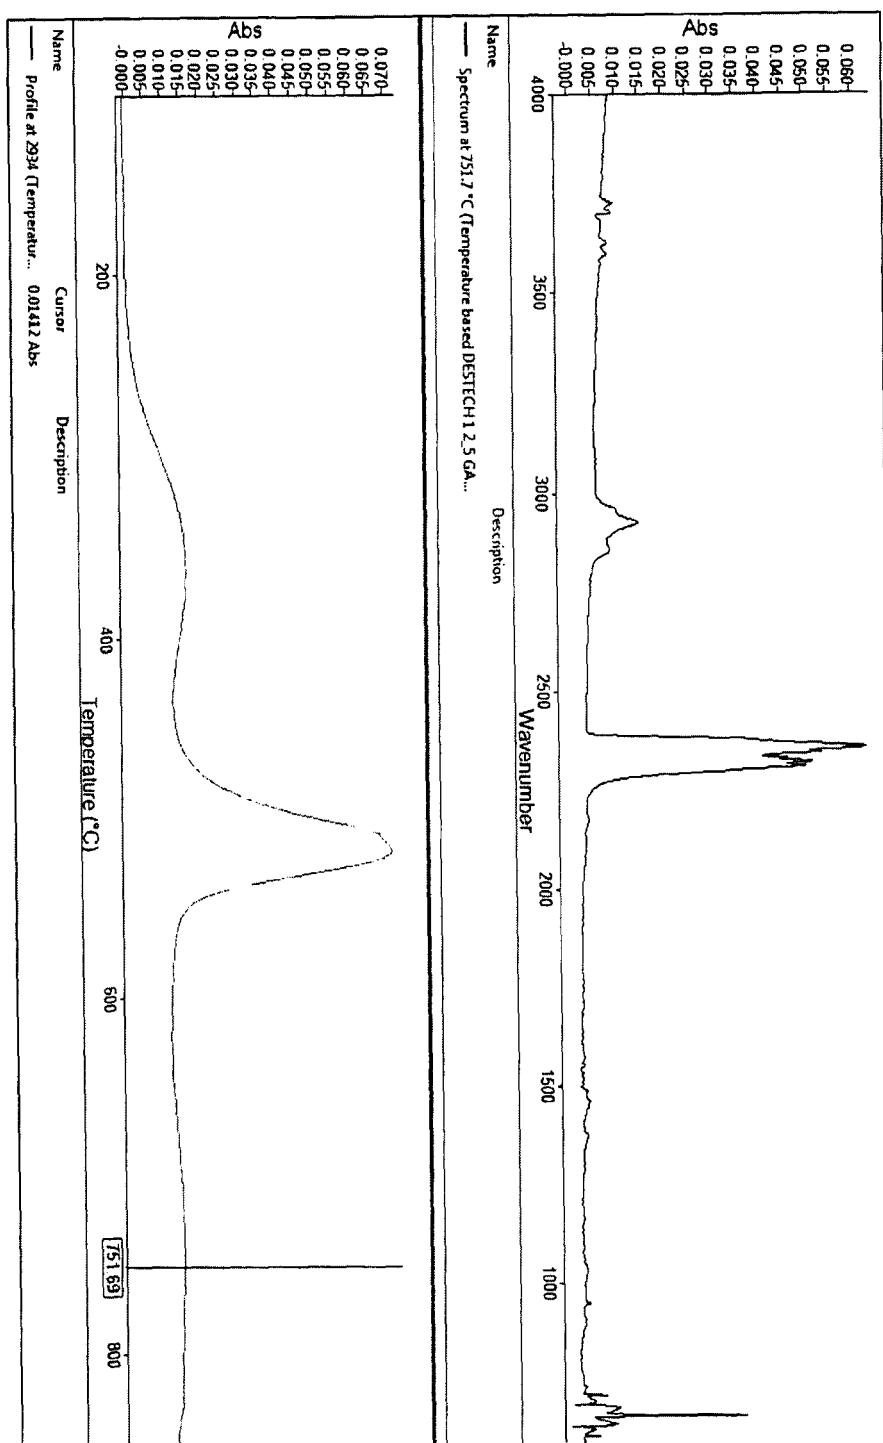 Abs
0.060
0.055
0.050
0.045
0.040
0.035
0.030
0.025
0.020
0.015
0.010
0.005
-0.000
4000 3500 3000 2500 2000 1500 1000
Wavenumber
Name Description
Spectrum at 751.7 °C (Temperature based DESTECH1 2_5 GA...
Abs
0.070
0.065
0.060
0.055
0.050
0.045
0.040
0.035
0.030
0.025
0.020
0.015
0.010
0.005
-0.000
200 400 600 751.69 800
Temperature (°C)
Name Cursor Description
Profile at 2934 (Temperatur... 0.01412 Abs